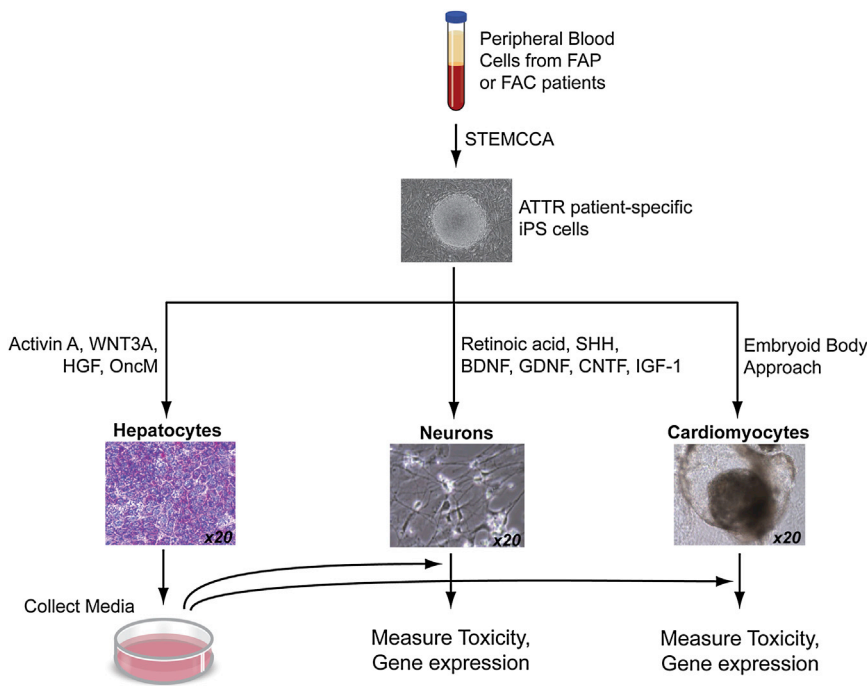 Peripheral Blood
Cells from FAP
or FAC patients
STEMCCA
ATTR patient-specific
iPS cells
Activin A, WNT3A,
HGF, OncM
Retinoic acid, SHH,
BDNF, GDNF, CNTF, IGF-1
Embryoid Body
Approach
Hepatocytes
Neurons
Cardiomyocytes
x20
x20
x20
Collect Media
Measure Toxicity,
Gene expression
Measure Toxicity,
Gene expression